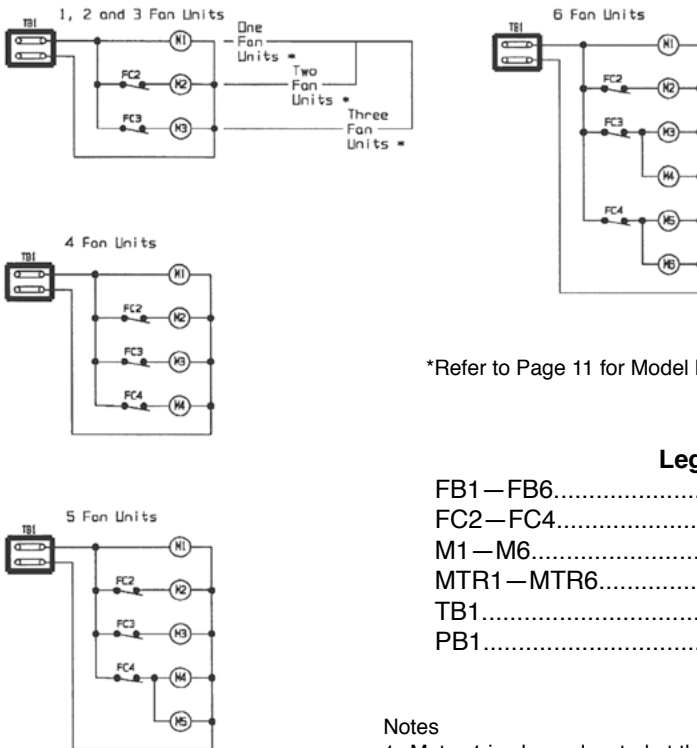 1, 2 and 3 Fan Units
TB1
M1
One
Fan
Units *
FC2
M2
Two
Fan
Units *
FC3
M3
Three
Fan
Units *
4 Fan Units
TB1
M1
FC2
M2
FC3
M3
FC4
M4
5 Fan Units
TB1
M1
FC2
M2
FC3
M3
FC4
M4
M5
6 Fan Units
TB1
M1
FC2
M2
FC3
M3
M4
FC4
M5
M6
*Refer to Page 11 for Model
Leg
FB1—FB6..................
FC2—FC4..................
M1—M6.....................
MTR1—MTR6............
TB1............................
PB1............................
Notes